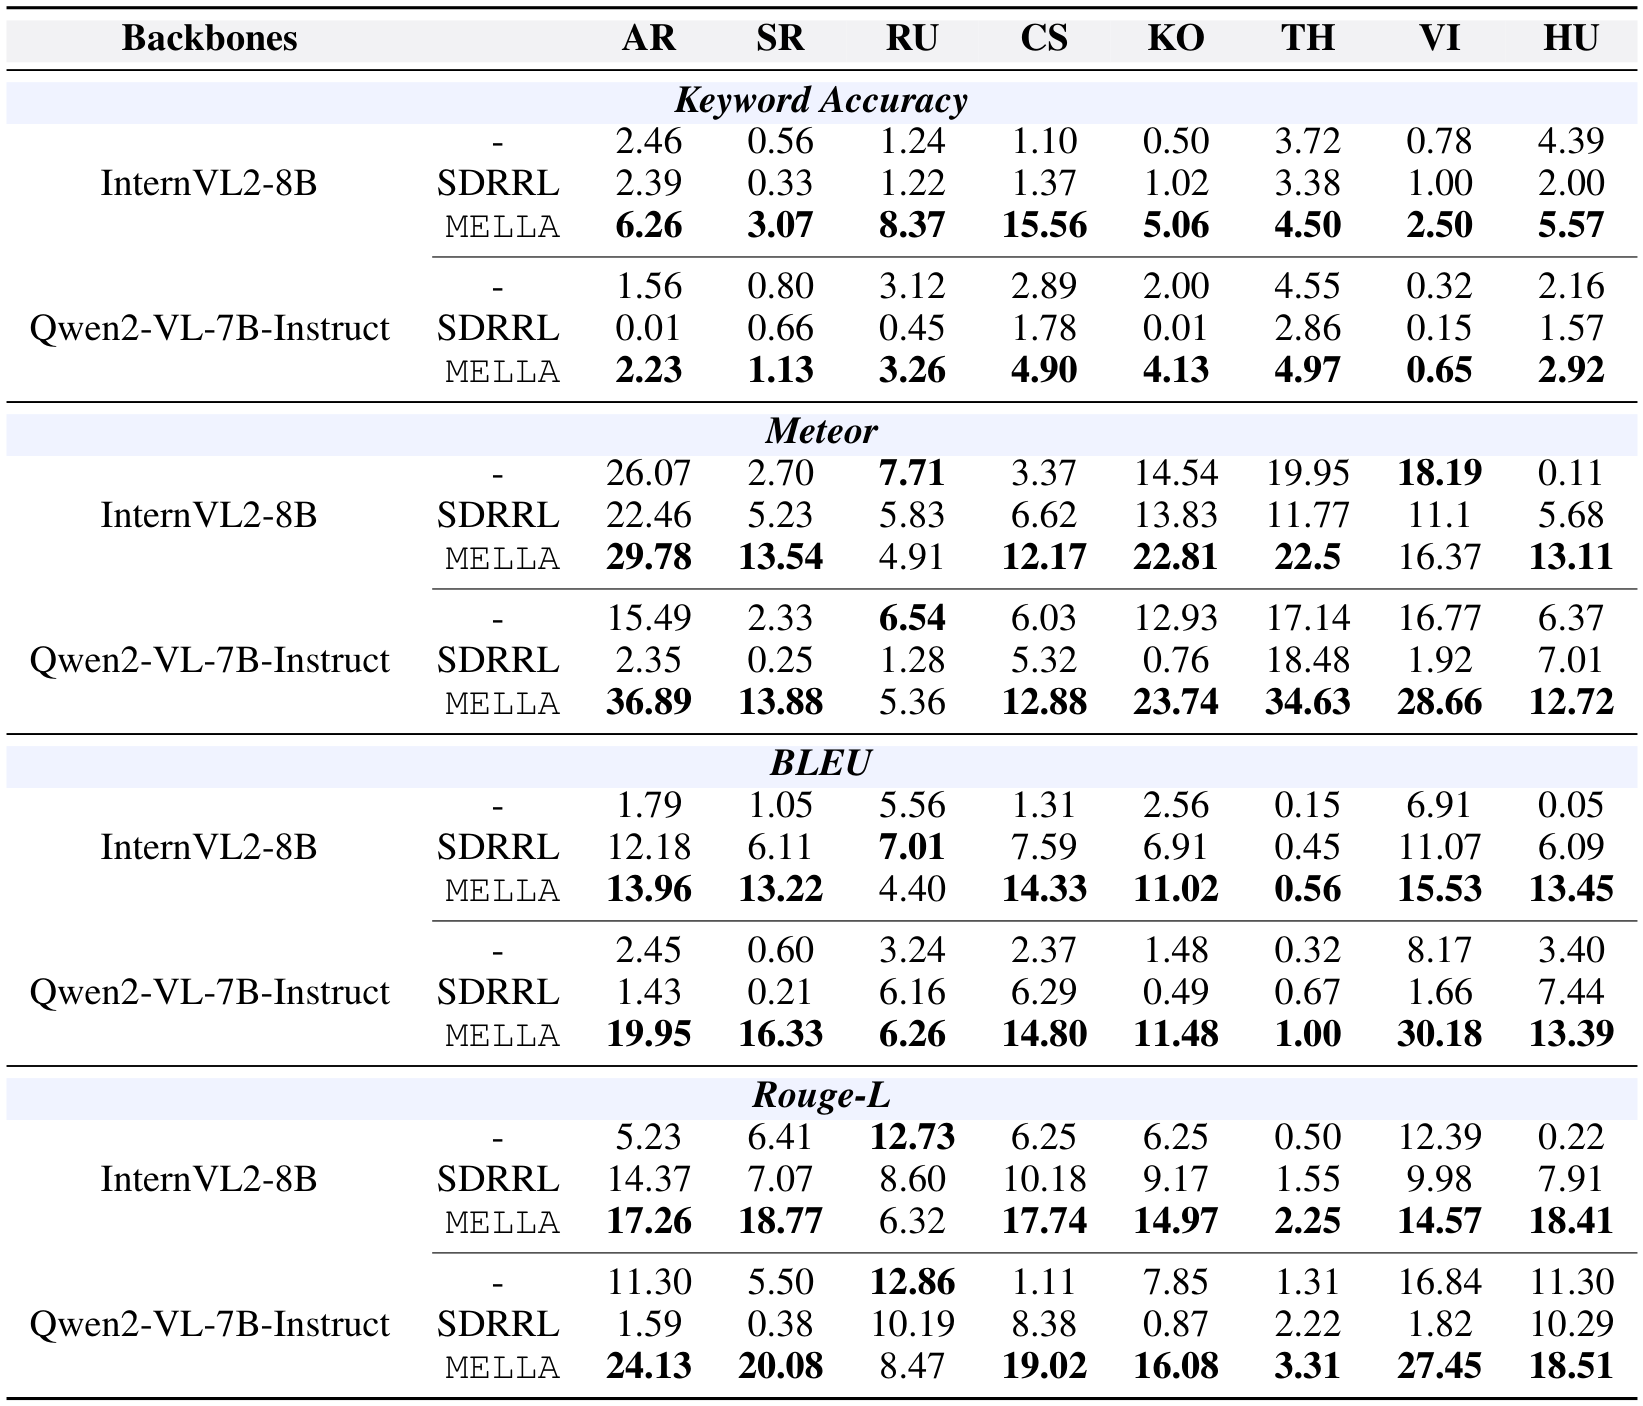 Backbones AR SR RU CS KO TH VI HU
Keyword Accuracy
- 2.46 0.56 1.24 1.10 0.50 3.72 0.78 4.39
InternVL2-8B SDRRL 2.39 0.33 1.22 1.37 1.02 3.38 1.00 2.00
MELLA 6.26 3.07 8.37 15.56 5.06 4.50 2.50 5.57
- 1.56 0.80 3.12 2.89 2.00 4.55 0.32 2.16
Qwen2-VL-7B-Instruct SDRRL 0.01 0.66 0.45 1.78 0.01 2.86 0.15 1.57
MELLA 2.23 1.13 3.26 4.90 4.13 4.97 0.65 2.92
Meteor
- 26.07 2.70 7.71 3.37 14.54 19.95 18.19 0.11
InternVL2-8B SDRRL 22.46 5.23 5.83 6.62 13.83 11.77 11.1 5.68
MELLA 29.78 13.54 4.91 12.17 22.81 22.5 16.37 13.11
- 15.49 2.33 6.54 6.03 12.93 17.14 16.77 6.37
Qwen2-VL-7B-Instruct SDRRL 2.35 0.25 1.28 5.32 0.76 18.48 1.92 7.01
MELLA 36.89 13.88 5.36 12.88 23.74 34.63 28.66 12.72
BLEU
- 1.79 1.05 5.56 1.31 2.56 0.15 6.91 0.05
InternVL2-8B SDRRL 12.18 6.11 7.01 7.59 6.91 0.45 11.07 6.09
MELLA 13.96 13.22 4.40 14.33 11.02 0.56 15.53 13.45
- 2.45 0.60 3.24 2.37 1.48 0.32 8.17 3.40
Qwen2-VL-7B-Instruct SDRRL 1.43 0.21 6.16 6.29 0.49 0.67 1.66 7.44
MELLA 19.95 16.33 6.26 14.80 11.48 1.00 30.18 13.39
Rouge-L
- 5.23 6.41 12.73 6.25 6.25 0.50 12.39 0.22
InternVL2-8B SDRRL 14.37 7.07 8.60 10.18 9.17 1.55 9.98 7.91
MELLA 17.26 18.77 6.32 17.74 14.97 2.25 14.57 18.41
- 11.30 5.50 12.86 1.11 7.85 1.31 16.84 11.30
Qwen2-VL-7B-Instruct SDRRL 1.59 0.38 10.19 8.38 0.87 2.22 1.82 10.29
MELLA 24.13 20.08 8.47 19.02 16.08 3.31 27.45 18.51